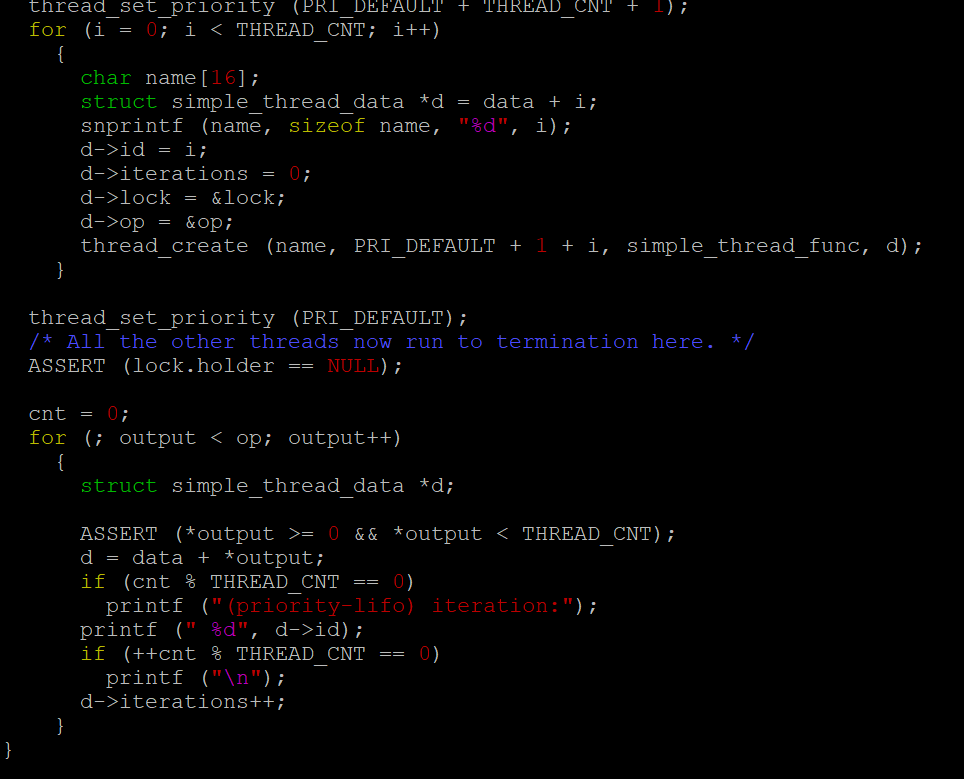 thread_set_priority (PRI_DEFAULT + THREAD_CNT + 1);
for (i = 0; i < THREAD_CNT; i++)
{
char name[16];
struct simple_thread_data *d = data + i;
snprintf (name, sizeof name, "%d", i);
d->id = i;
d->iterations = 0;
d->lock = &lock;
d->op = &op;
thread_create (name, PRI_DEFAULT + 1 + i, simple_thread_func, d);
}
thread_set_priority (PRI_DEFAULT);
/* All the other threads now run to termination here. */
ASSERT (lock.holder == NULL);
cnt = 0;
for (; output < op; output++)
{
struct simple_thread_data *d;
ASSERT (*output >= 0 && *output < THREAD_CNT);
d = data + *output;
if (cnt % THREAD_CNT == 0)
printf ("(priority-lifo) iteration:");
printf (" %d", d->id);
if (++cnt % THREAD_CNT == 0)
printf ("\n");
d->iterations++;
}
}